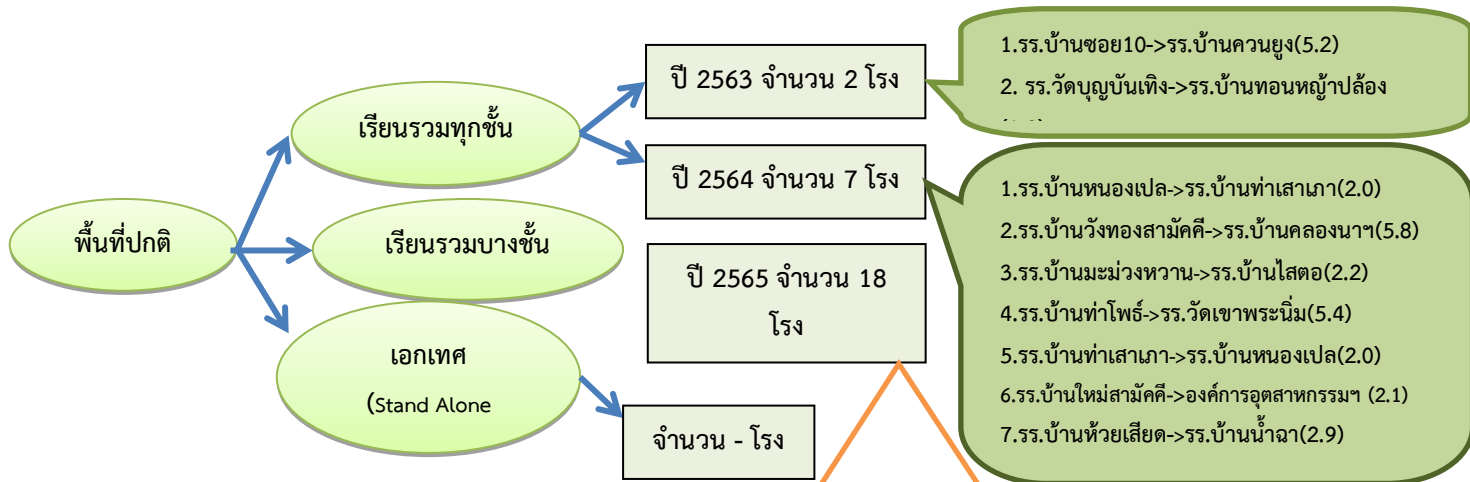 พื้นที่ปกติ
เรียนรวมทุกชั้น
เรียนรวมบางชั้น
เอกเทศ
(Stand Alone
ปี 2563 จำนวน 2 โรง
ปี 2564 จำนวน 7 โรง
ปี 2565 จำนวน 18
โรง
จำนวน - โรง
1.รร.บ้านซอย10->รร.บ้านควนยูง(5.2)
2. รร.วัดบุญบันเทิง->รร.บ้านทอนหญ้าปล้อง
1.รร.บ้านหนองเปล->รร.บ้านท่าเสาเภา(2.0)
2.รร.บ้านวังทองสามัคคี->รร.บ้านคลองนาฯ(5.8)
3.รร.บ้านมะม่วงหวาน->รร.บ้านไสตอ(2.2)
4.รร.บ้านท่าโพธ์->รร.วัดเขาพระนิ่ม(5.4)
5.รร.บ้านท่าเสาเภา->รร.บ้านหนองเปล(2.0)
6.รร.บ้านใหม่สามัคคี->องค์การอุตสาหกรรมฯ (2.1)
7.รร.บ้านห้วยเสียด->รร.บ้านน้ำฉา(2.9)